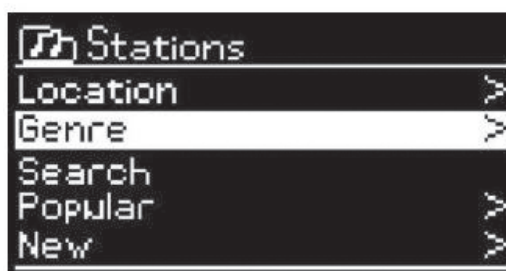 Stations
Location >
Genre >
Search
Popular >
New >